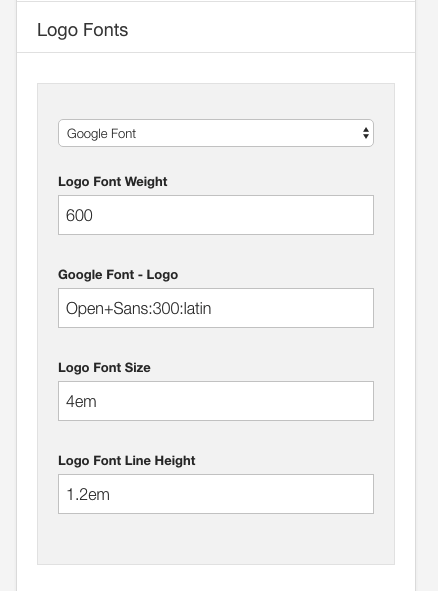 Logo Fonts
Google Font
Logo Font Weight
600
Google Font - Logo
Open+Sans:300:latin
Logo Font Size
4em
Logo Font Line Height
1.2em